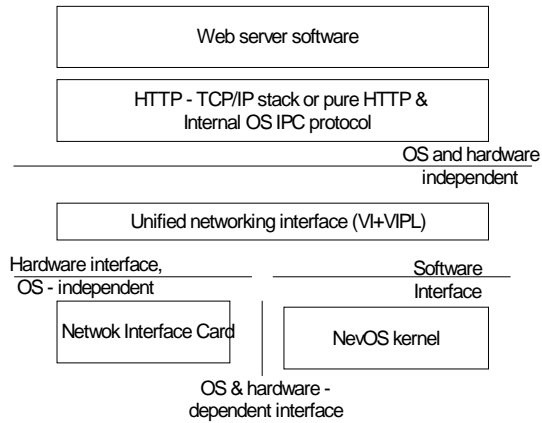 Web server software
HTTP - TCP/IP stack or pure HTTP &
Internal OS IPC protocol
OS and hardware
independent
Unified networking interface (VI+VIPL)
Hardware interface,
OS - independent
Software
Interface
Netwok Interface Card
NevOS kernel
OS & hardware -
dependent interface